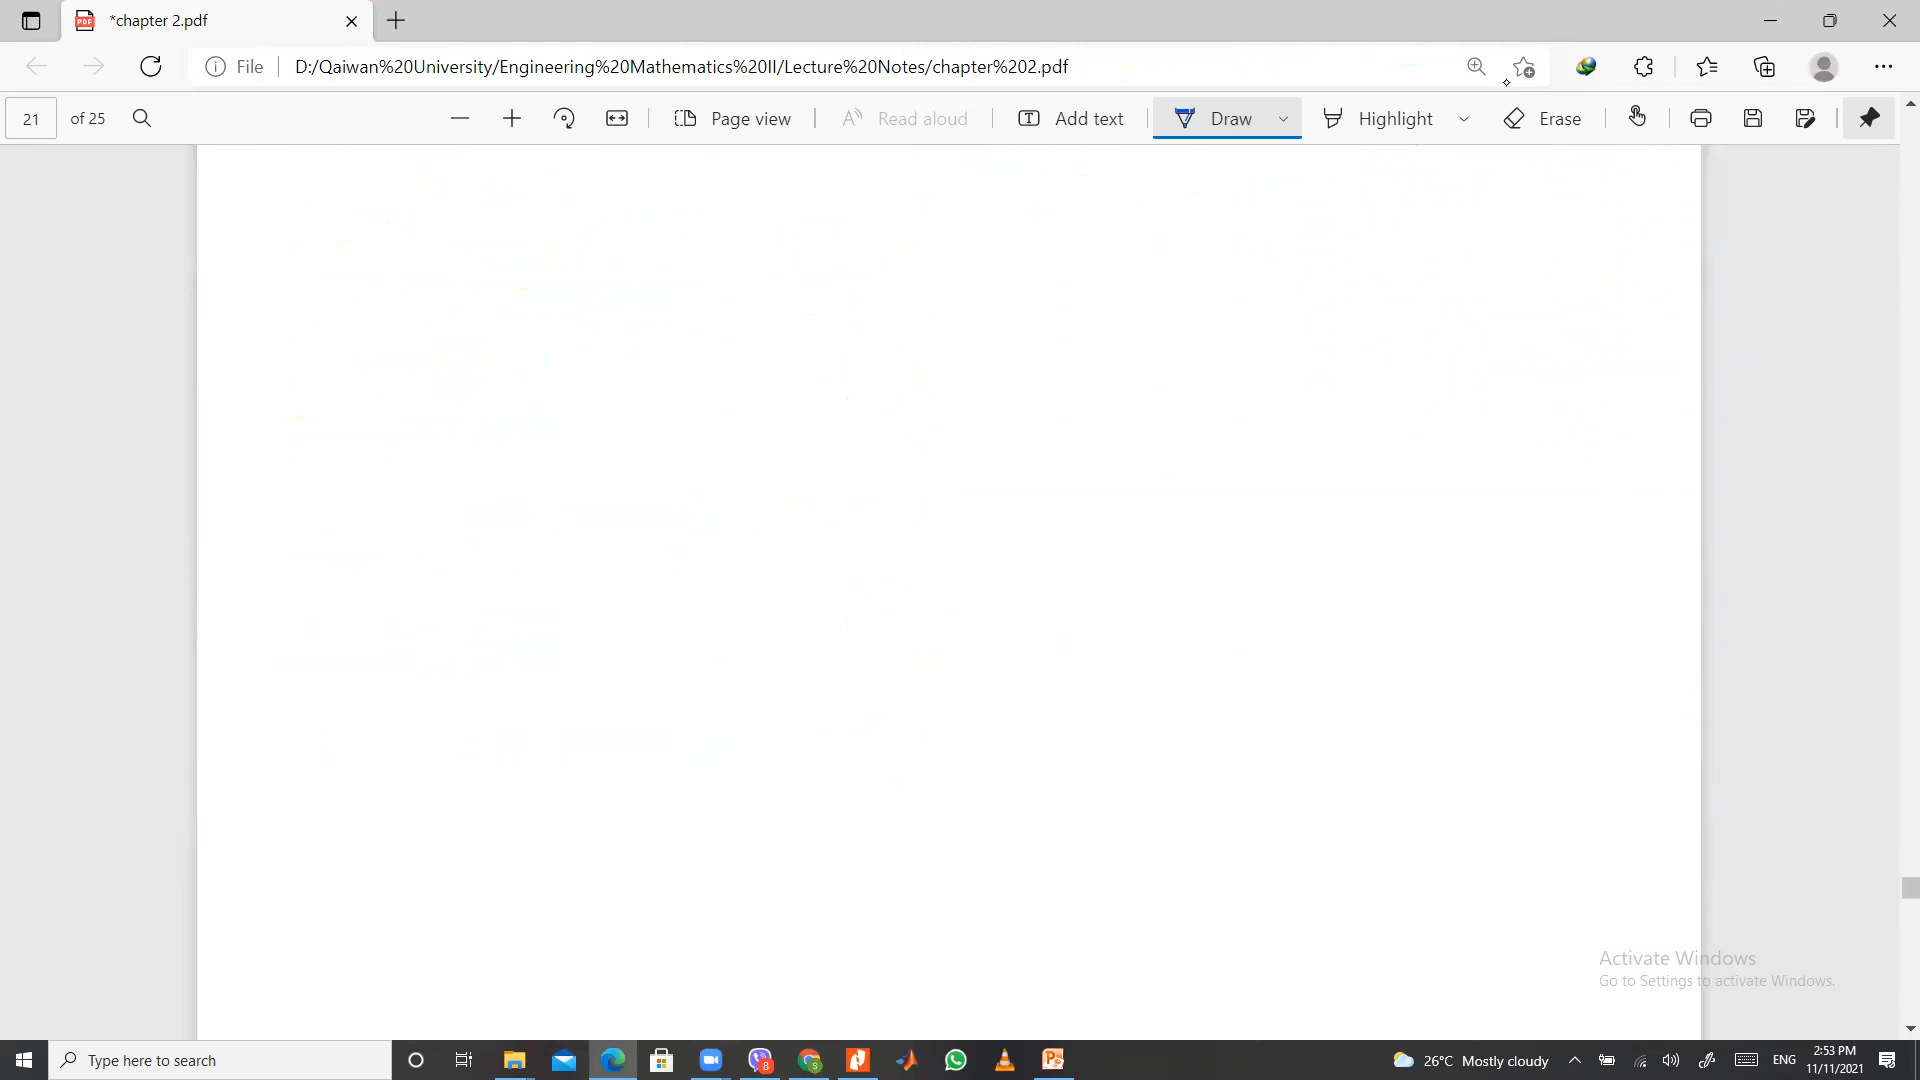 *chapter 2.pdf
File D:/Qaiwan%20University/Engineering%20Mathematics%20II/Lecture%20Notes/chapter%202.pdf
21 of 25 Page view Read aloud Add text Draw Highlight Erase
Activate Windows
Go to Settings to activate Windows.
Type here to search 8 S 26°C Mostly cloudy ENG 2:53 PM
11/11/2021